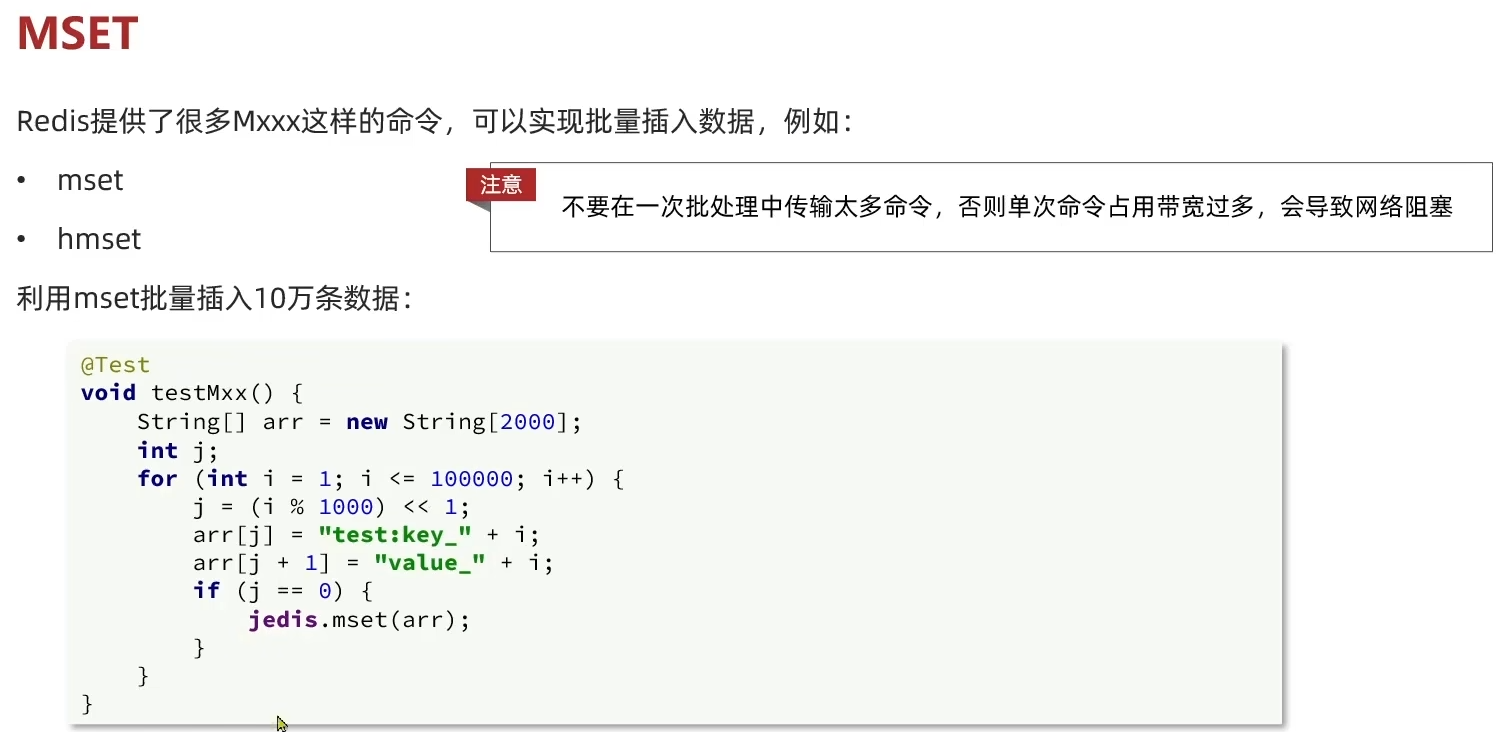 MSET
Redis提供了很多Mxxx这样的命令，可以实现批量插入数据，例如：
• mset
注意
不要在一次批处理中传输太多命令，否则单次命令占用带宽过多，会导致网络阻塞
• hmset
利用mset批量插入10万条数据：
@Test
void testMxx() {
    String[] arr = new String[2000];
    int j;
    for (int i = 1; i <= 100000; i++) {
        j = (i % 1000) << 1;
        arr[j] = "test:key_" + i;
        arr[j + 1] = "value_" + i;
        if (j == 0) {
            jedis.mset(arr);
        }
    }
}